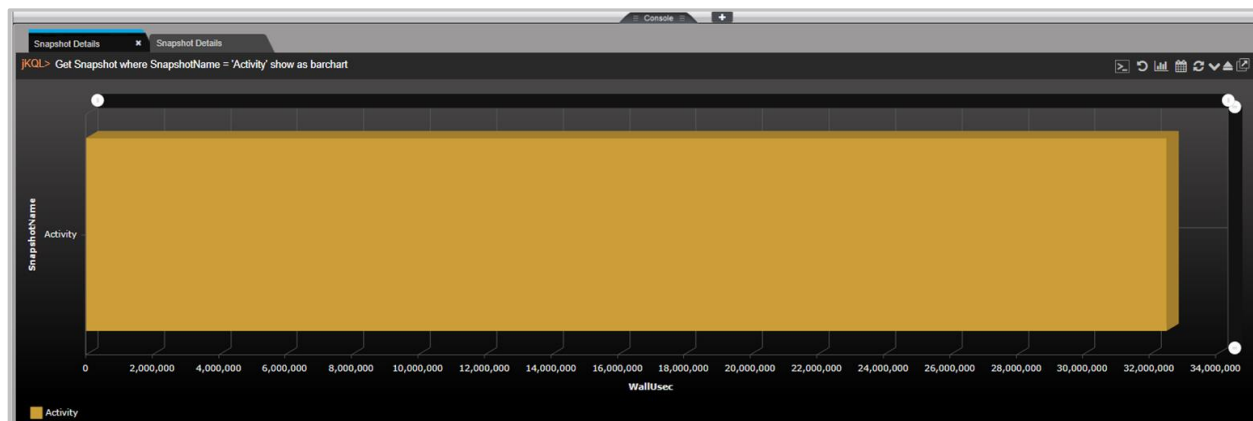 Console
Snapshot Details
Snapshot Details
jKQL> Get Snapshot where SnapshotName = 'Activity' show as barchart
SnapshotName
Activity
0 2,000,000 4,000,000 6,000,000 8,000,000 10,000,000 12,000,000 14,000,000 16,000,000 18,000,000 20,000,000 22,000,000 24,000,000 26,000,000 28,000,000 30,000,000 32,000,000 34,000,000
WallUsec
Activity